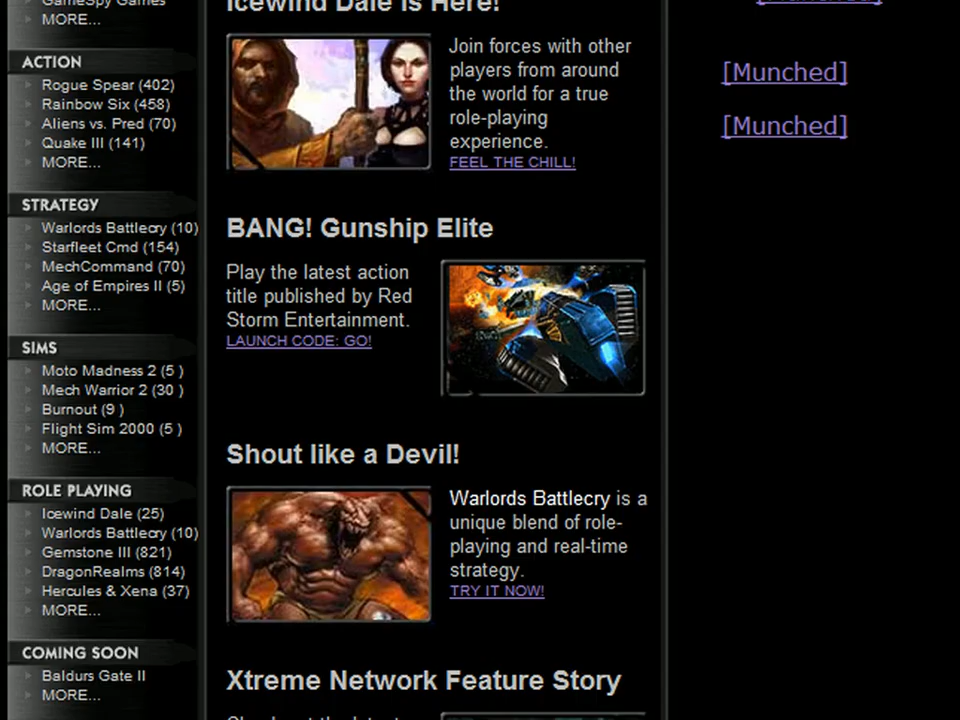 GameSpy Games
MORE...
ACTION
Rogue Spear (402)
Rainbow Six (458)
Aliens vs. Pred (70)
Quake III (141)
MORE...
STRATEGY
Warlords Battlecry (10)
Starfleet Cmd (154)
MechCommand (70)
Age of Empires II (5)
MORE...
SIMS
Moto Madness 2 (5 )
Mech Warrior 2 (30 )
Burnout (9 )
Flight Sim 2000 (5 )
MORE...
ROLE PLAYING
Icewind Dale (25)
Warlords Battlecry (10)
Gemstone III (821)
DragonRealms (814)
Hercules & Xena (37)
MORE...
COMING SOON
Baldurs Gate II
MORE...
Icewind Dale is Here!
Join forces with other
players from around
the world for a true
role-playing
experience.
FEEL THE CHILL!
BANG! Gunship Elite
Play the latest action
title published by Red
Storm Entertainment.
LAUNCH CODE: GO!
Shout like a Devil!
Warlords Battlecry is a
unique blend of role-
playing and real-time
strategy.
TRY IT NOW!
Xtreme Network Feature Story
[Munched]
[Munched]
[Munched]